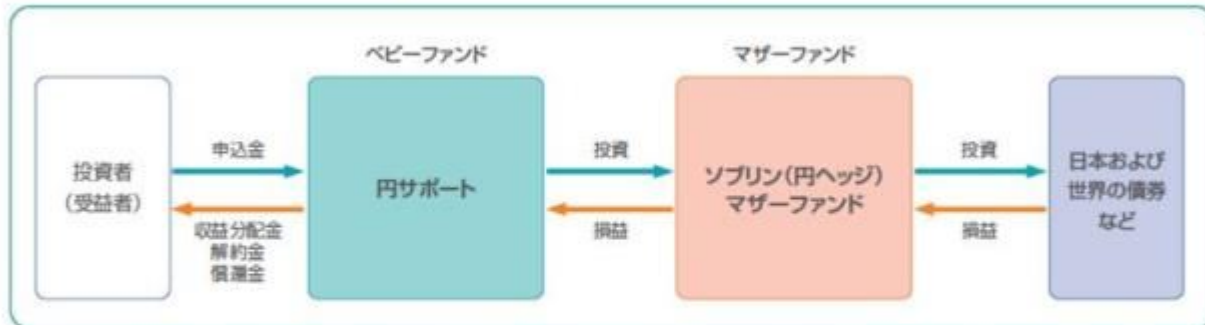 ベビーファンド
マザーファンド
投資者
(受益者)
申込金
収益分配金
解約金
償還金
円サポート
投資
損益
ソブリン(円ヘッジ)
マザーファンド
投資
損益
日本および
世界の債券
など